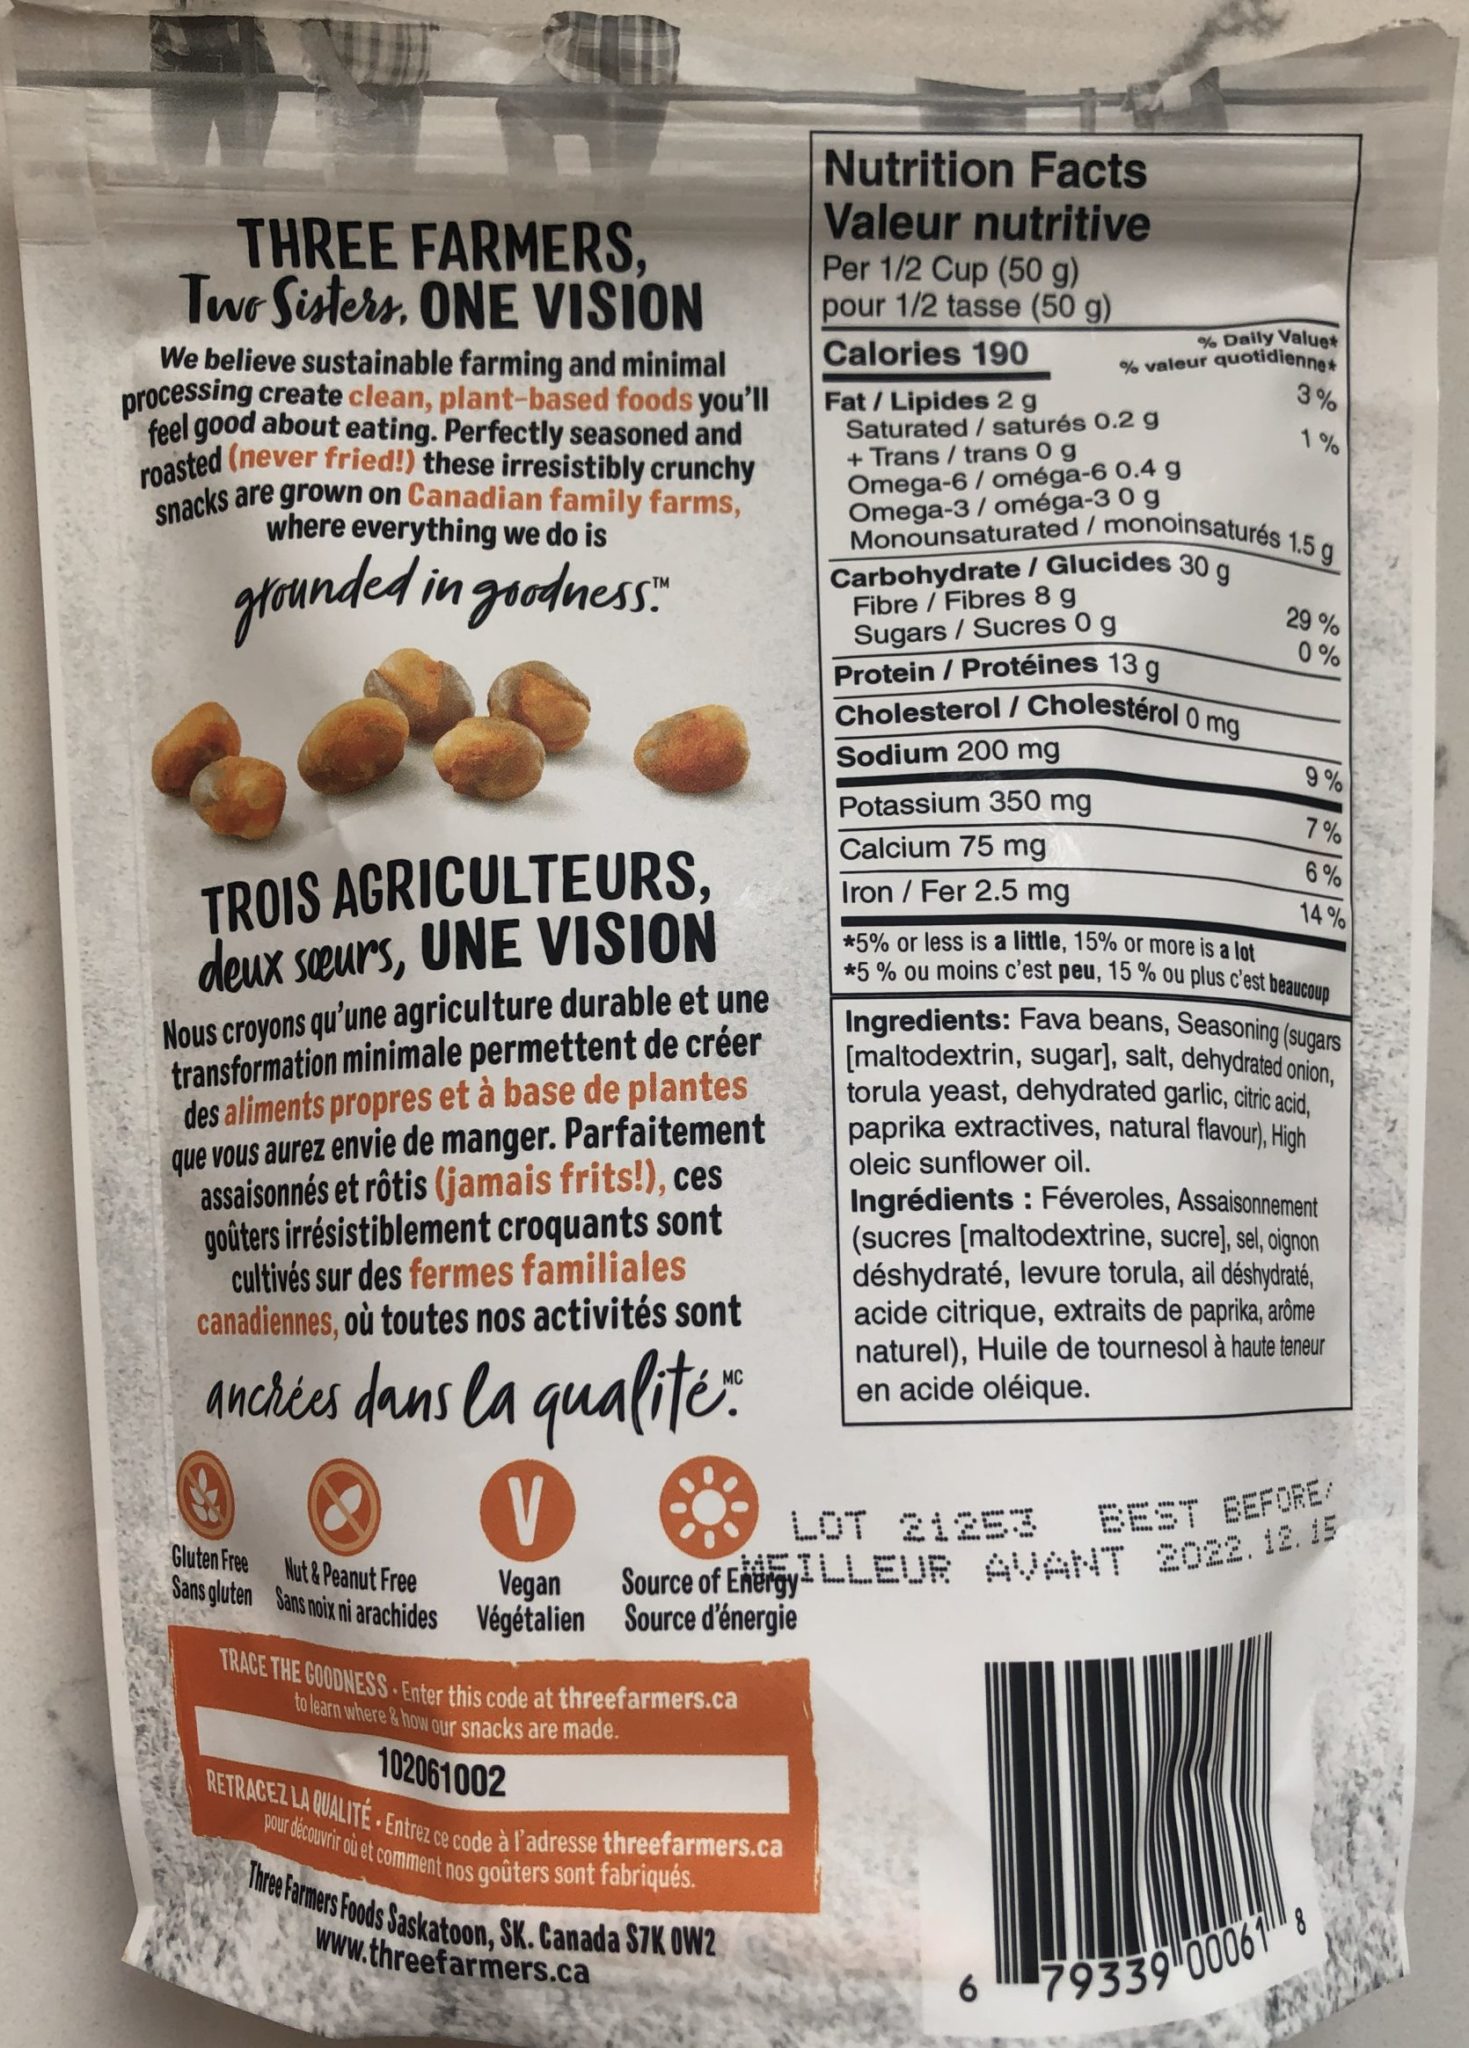 THREE FARMERS,
Two Sisters, ONE VISION
We believe sustainable farming and minimal
processing create clean, plant-based foods you'll
feel good about eating. Perfectly seasoned and
roasted (never fried!) these irresistibly crunchy
snacks are grown on Canadian family farms,
where everything we do is
grounded in goodness.™
TROIS AGRICULTEURS,
deux sœurs, UNE VISION
Nous croyons qu'une agriculture durable et une
transformation minimale permettent de créer
des aliments propres et à base de plantes
que vous aurez envie de manger. Parfaitement
assaisonnés et rôtis (jamais frits!), ces
goûters irrésistiblement croquants sont
cultivés sur des fermes familiales
canadiennes, où toutes nos activités sont
ancrées dans la qualité.MC
Gluten Free
Sans gluten
Nut & Peanut Free
Sans noix ni arachides
V
Vegan
Végétalien
Source of Energy
Source d'énergie
TRACE THE GOODNESS - Enter this code at threefarmers.ca
to learn where & how our snacks are made.
102061002
RETRACEZ LA QUALITÉ - Entrez ce code à l'adresse threefarmers.ca
pour découvrir où et comment nos goûters sont fabriqués.
Three Farmers Foods Saskatoon, SK. Canada S7K 0W2
www.threefarmers.ca
Nutrition Facts
Valeur nutritive
Per 1/2 Cup (50 g)
pour 1/2 tasse (50 g)
Calories 190
% Daily Value*
% valeur quotidienne*
Fat / Lipides 2 g 3 %
Saturated / saturés 0.2 g
+ Trans / trans 0 g 1 %
Omega-6 / oméga-6 0.4 g
Omega-3 / oméga-3 0 g
Monounsaturated / monoinsaturés 1.5 g
Carbohydrate / Glucides 30 g
Fibre / Fibres 8 g 29 %
Sugars / Sucres 0 g 0 %
Protein / Protéines 13 g
Cholesterol / Cholestérol 0 mg
Sodium 200 mg 9 %
Potassium 350 mg 7 %
Calcium 75 mg 6 %
Iron / Fer 2.5 mg 14 %
*5% or less is a little, 15% or more is a lot
*5 % ou moins c'est peu, 15 % ou plus c'est beaucoup
Ingredients: Fava beans, Seasoning (sugars
[maltodextrin, sugar], salt, dehydrated onion,
torula yeast, dehydrated garlic, citric acid,
paprika extractives, natural flavour), High
oleic sunflower oil.
Ingrédients : Féveroles, Assaisonnement
(sucres [maltodextrine, sucre], sel, oignon
déshydraté, levure torula, ail déshydraté,
acide citrique, extraits de paprika, arôme
naturel), Huile de tournesol à haute teneur
en acide oléique.
LOT 21253 BEST BEFORE/
MEILLEUR AVANT 2022.12.15
6 79339 00061 8